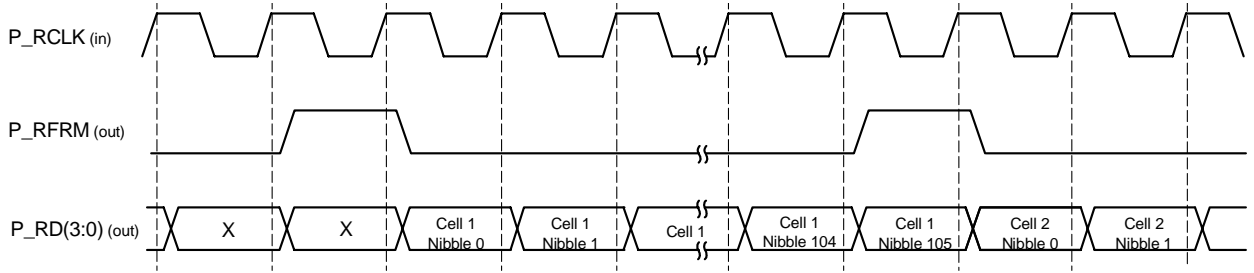 P_RCLK (in)
P_RFRM (out)
P_RD(3:0) (out)
X
X
Cell 1
Nibble 0
Cell 1
Nibble 1
Cell 1
Cell 1
Nibble 104
Cell 1
Nibble 105
Cell 2
Nibble 0
Cell 2
Nibble 1